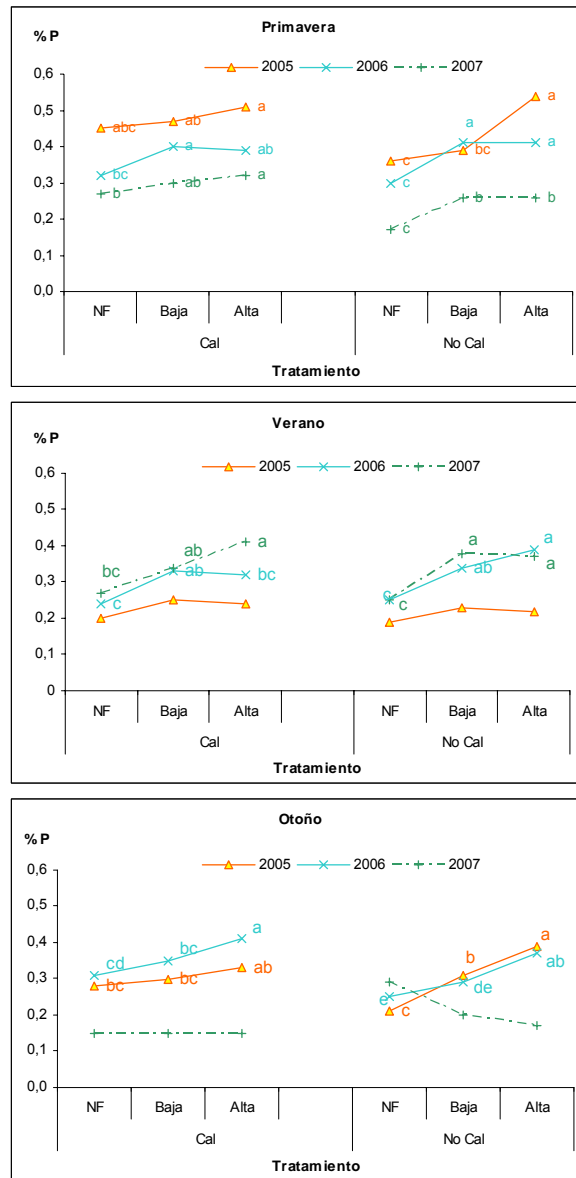 Primavera
% P
2005 2006 2007
0,6
0,5
0,4
0,3
0,2
0,1
0,0
abc ab a a
bc a ab c bc a
b ab a c a
c b b
NF Baja Alta NF Baja Alta
Cal No Cal
Tratamiento
Verano
% P
2005 2006 2007
0,6
0,5
0,4
0,3
0,2
0,1
0
bc ab a a a
c ab bc c ab a
c
NF Baja Alta NF Baja Alta
Cal No Cal
Tratamiento
Otoño
% P
2005 2006 2007
0,6
0,5
0,4
0,3
0,2
0,1
0,0
cd bc a b a
bc bc ab e de ab
c
NF Baja Alta NF Baja Alta
Cal No Cal
Tratamiento